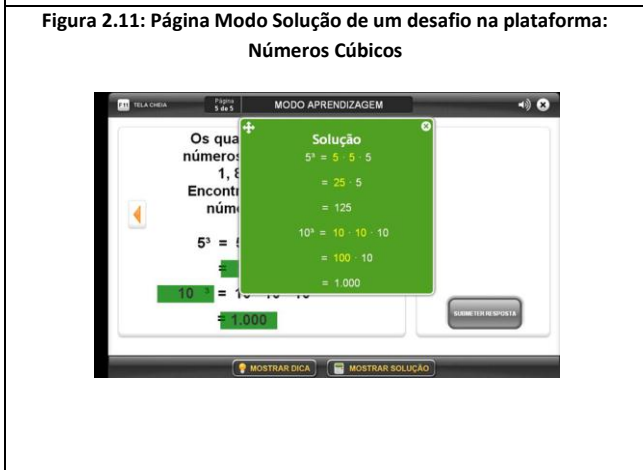 Figura 2.11: Página Modo Solução de um desafio na plataforma:
Números Cúbicos
F11 TELA CHEIA
Página
5 de 5
MODO APRENDIZAGEM
Os qua
números
1, 8
Encontr
núme
5³ = 5
=
10 ³ = 10 10 10
= 1.000
Solução
5³ = 5 · 5 · 5
= 25 · 5
= 125
10³ = 10 · 10 · 10
= 100 · 10
= 1.000
SUBMETER RESPOSTA
MOSTRAR DICA
MOSTRAR SOLUÇÃO